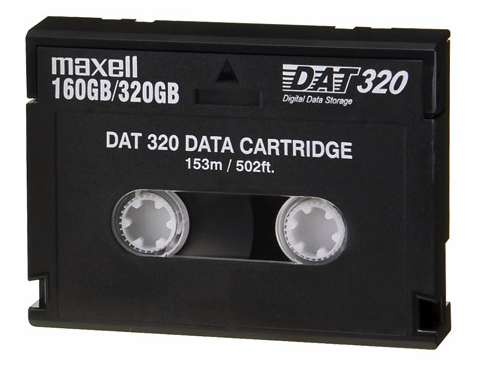 maxell
160GB/320GB
DAT 320
Digital Data Storage
DAT 320 DATA CARTRIDGE
153m / 502ft.